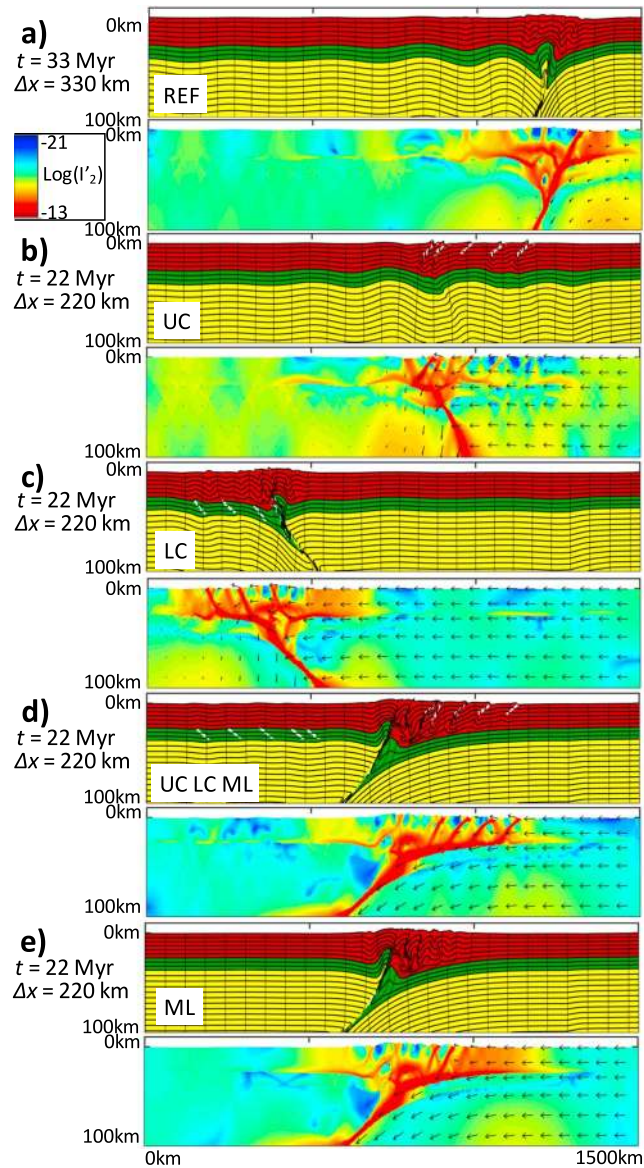 a)
0km
t = 33 Myr
Δx = 330 km
REF
100km
0km
-21
Log(I'₂)
-13
100km
b)
0km
t = 22 Myr
Δx = 220 km
UC
100km
0km
100km
c)
0km
t = 22 Myr
Δx = 220 km
LC
100km
0km
100km
d)
0km
t = 22 Myr
Δx = 220 km
UC LC ML
100km
0km
100km
e)
0km
t = 22 Myr
Δx = 220 km
ML
100km
0km
100km
0km 1500km